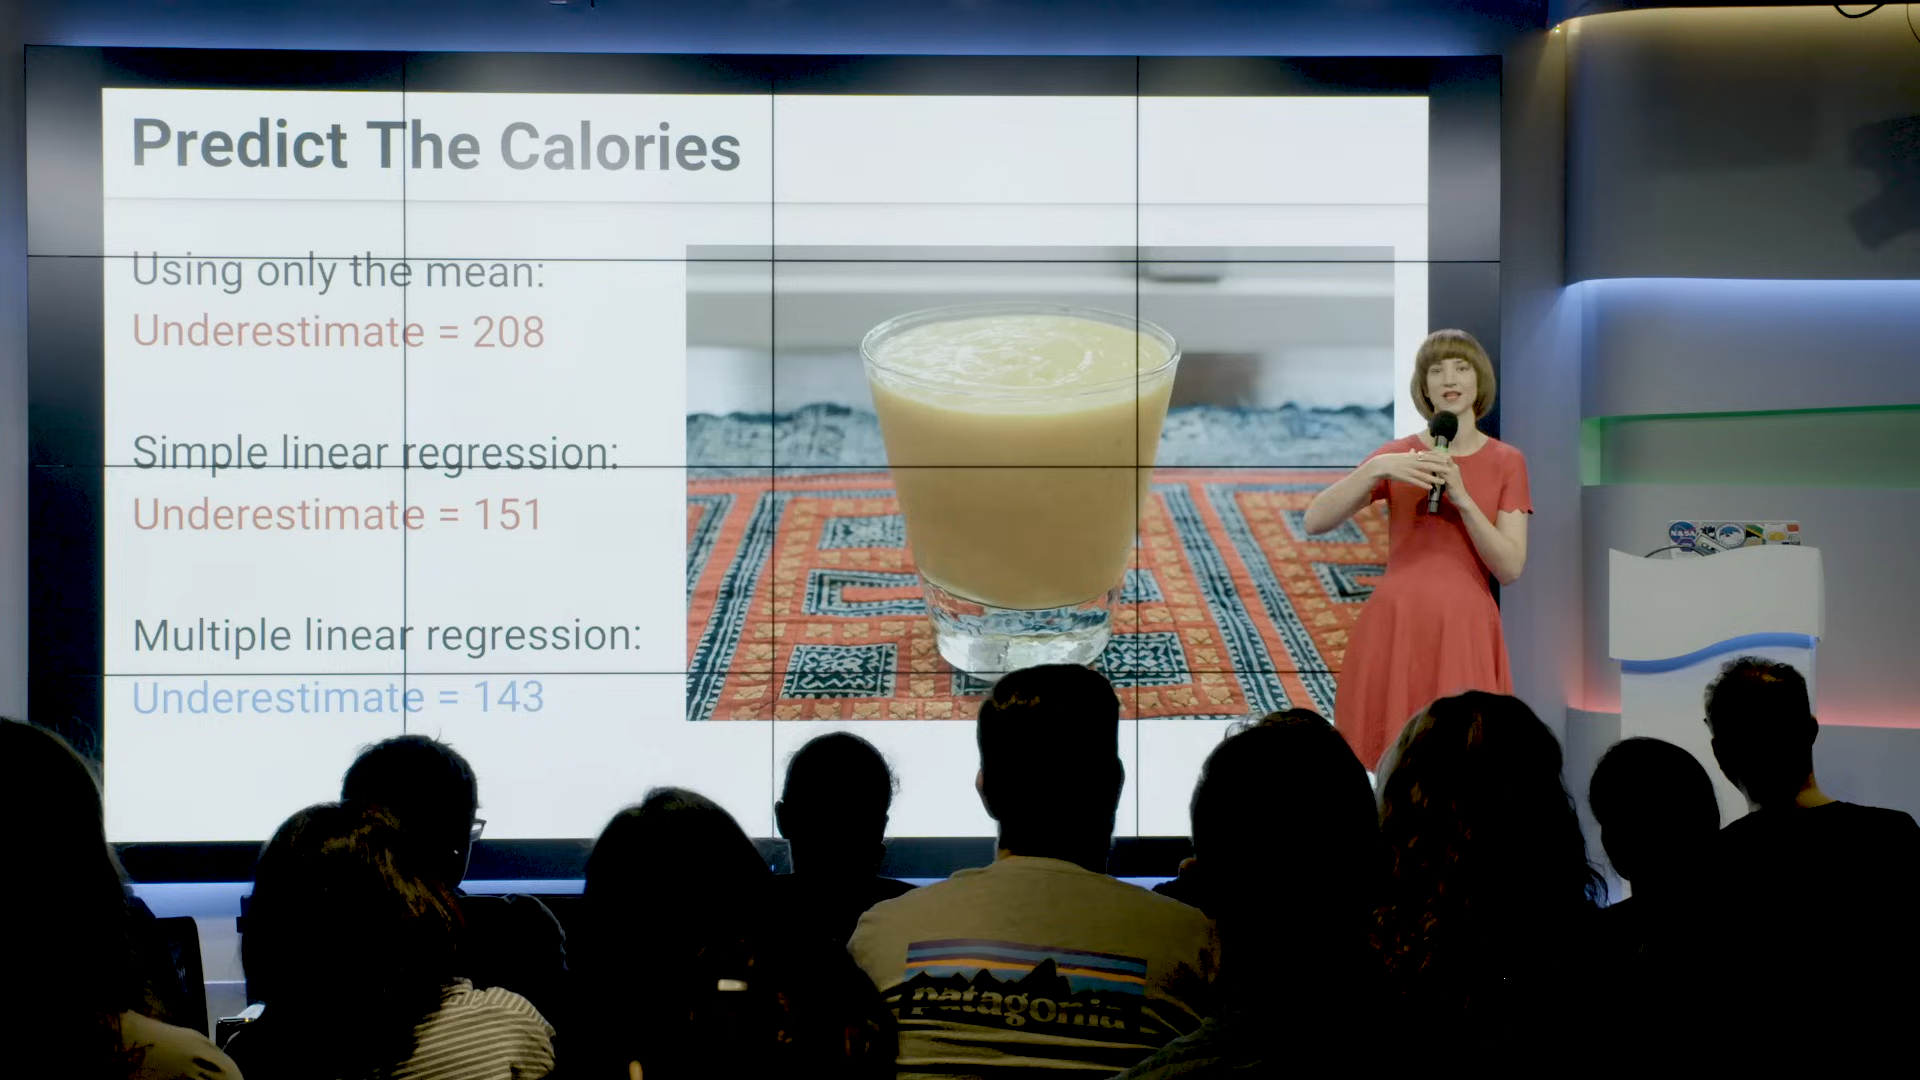 Predict The Calories
Using only the mean:
Underestimate = 208
Simple linear regression:
Underestimate = 151
Multiple linear regression:
Underestimate = 143
NASA
patagonia